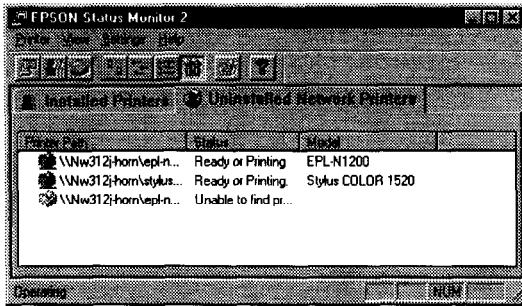 EPSON Status Monitor 2
Printer View Settings Help
Installed Printers Uninstalled Network Printers
Printer Path Status Model
\\Nw312j-horn\epl-n... Ready or Printing EPL-N1200
\\Nw312j-horn\stylus... Ready or Printing. Stylus COLOR 1520
\\Nw312j-horn\epl-n... Unable to find pr...
Operating NUM